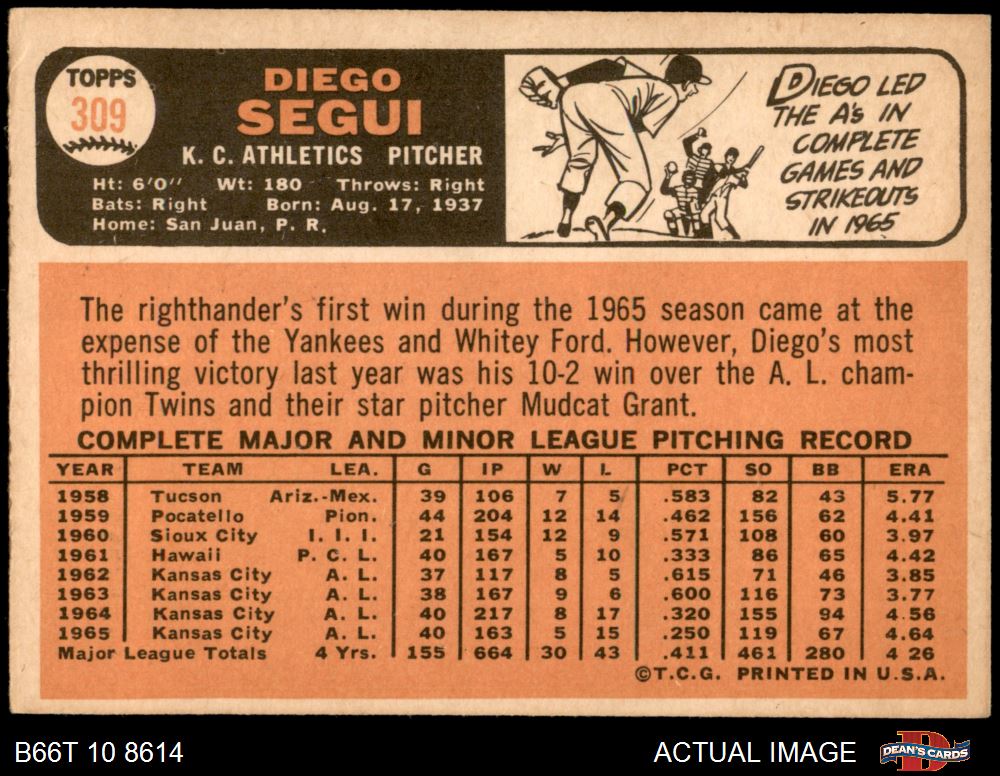 TOPPS
309
DIEGO
SEGUI
K. C. ATHLETICS PITCHER
Ht: 6'0" Wt: 180 Throws: Right
Bats: Right Born: Aug. 17, 1937
Home: San Juan, P. R.
DIEGO LED
THE A's IN
COMPLETE
GAMES AND
STRIKEOUTS
IN 1965
The righthander's first win during the 1965 season came at the
expense of the Yankees and Whitey Ford. However, Diego's most
thrilling victory last year was his 10-2 win over the A. L. cham-
pion Twins and their star pitcher Mudcat Grant.
COMPLETE MAJOR AND MINOR LEAGUE PITCHING RECORD
YEAR TEAM LEA. G IP W L PCT SO BB ERA
1958 Tucson Ariz.-Mex. 39 106 7 5 .583 82 43 5.77
1959 Pocatello Pion. 44 204 12 14 .462 156 62 4.41
1960 Sioux City I. I. I. 21 154 12 9 .571 108 60 3.97
1961 Hawaii P. C. L. 40 167 5 10 .333 86 65 4.42
1962 Kansas City A. L. 37 117 8 5 .615 71 46 3.85
1963 Kansas City A. L. 38 167 9 6 .600 116 73 3.77
1964 Kansas City A. L. 40 217 8 17 .320 155 94 4.56
1965 Kansas City A. L. 40 163 5 15 .250 119 67 4.64
Major League Totals 4 Yrs. 155 664 30 43 .411 461 280 4 26
©T.C.G. PRINTED IN U.S.A.
B66T 10 8614 ACTUAL IMAGE DEAN'S CARDS